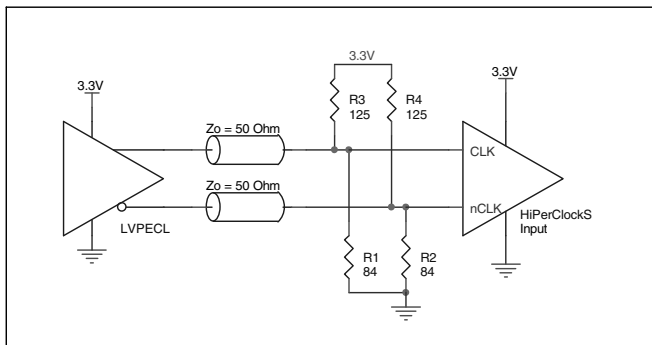 3.3V
3.3V
3.3V
R3
125
R4
125
Zo = 50 Ohm
CLK
Zo = 50 Ohm
nCLK
HiPerClockS
Input
LVPECL
R1
84
R2
84